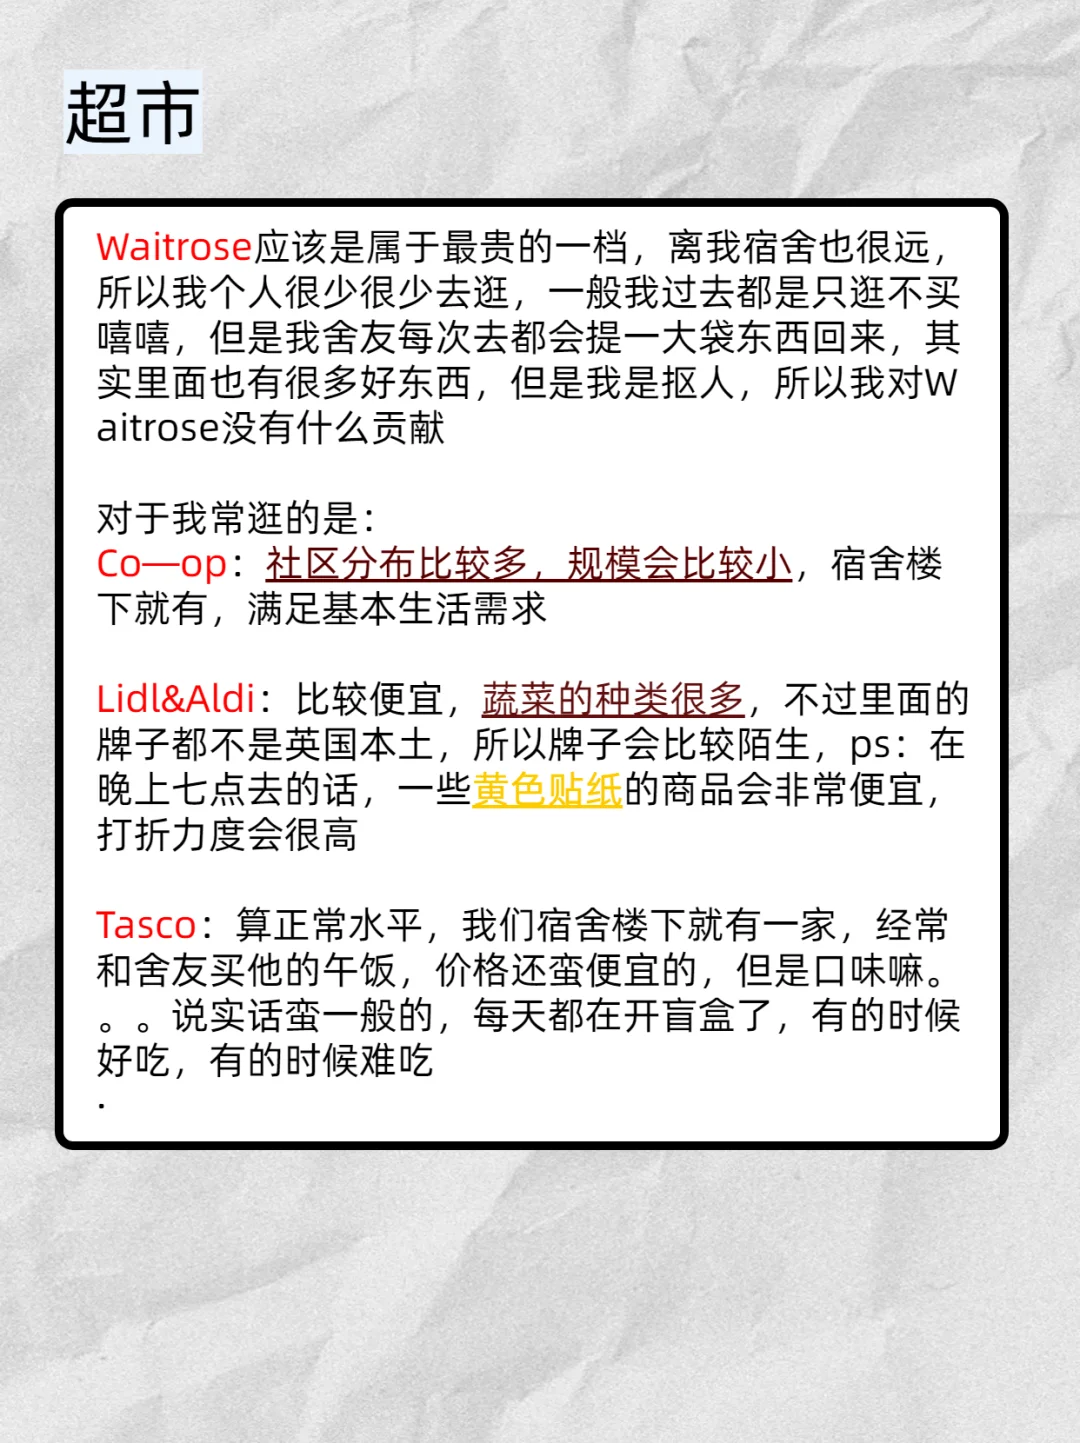 超市
Waitrose应该是属于最贵的一档，离我宿舍也很远，
所以我个人很少很少去逛，一般我过去都是只逛不买
嘻嘻，但是我舍友每次去都会提一大袋东西回来，其
实里面也有很多好东西，但是我是抠人，所以我对W
aitrose没有什么贡献
对于我常逛的是：
Co—op：社区分布比较多，规模会比较小，宿舍楼
下就有，满足基本生活需求
Lidl&Aldi：比较便宜，蔬菜的种类很多，不过里面的
牌子都不是英国本土，所以牌子会比较陌生，ps：在
晚上七点去的话，一些黄色贴纸的商品会非常便宜，
打折力度会很高
Tasco：算正常水平，我们宿舍楼下就有一家，经常
和舍友买他的午饭，价格还蛮便宜的，但是口味嘛。
。。说实话蛮一般的，每天都在开盲盒了，有的时候
好吃，有的时候难吃
.